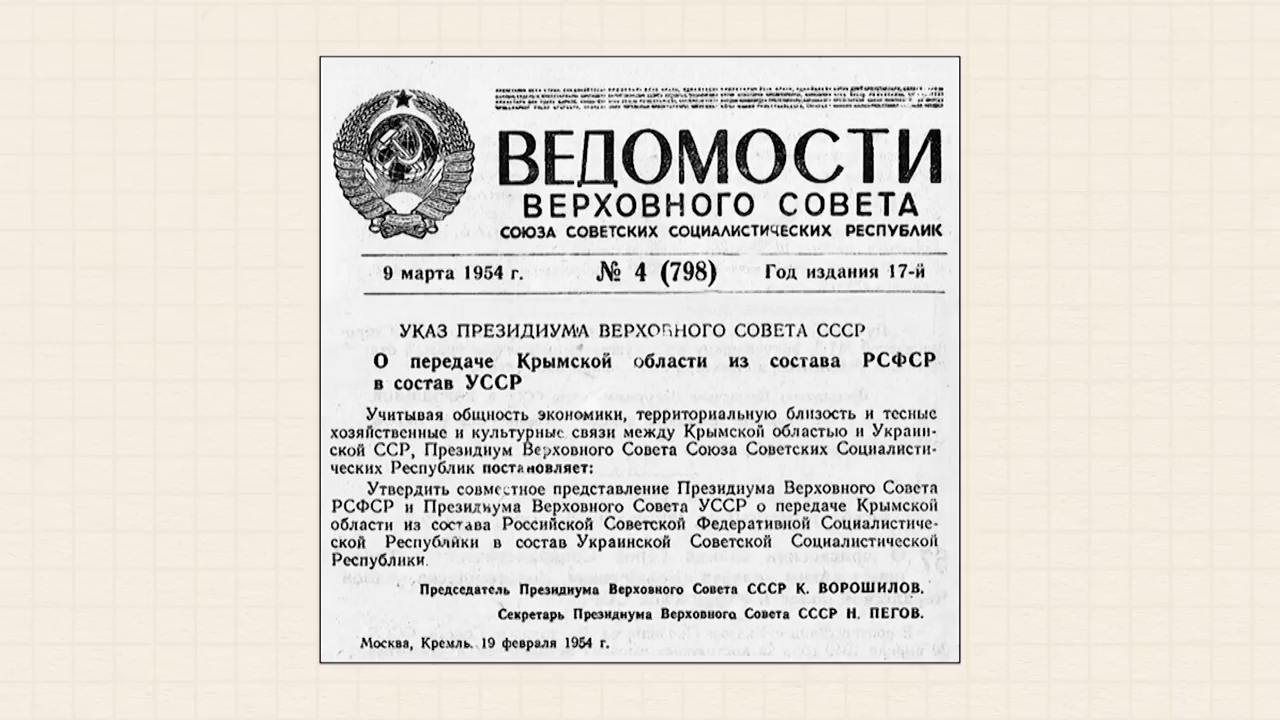 ВЕДОМОСТИ
ВЕРХОВНОГО СОВЕТА
СОЮЗА СОВЕТСКИХ СОЦИАЛИСТИЧЕСКИХ РЕСПУБЛИК
9 марта 1954 г. № 4 (798) Год издания 17-й
УКАЗ ПРЕЗИДИУМА ВЕРХОВНОГО СОВЕТА СССР
О передаче Крымской области из состава РСФСР
в состав УССР
Учитывая общность экономики, территориальную близость и тесные
хозяйственные и культурные связи между Крымской областью и Украин-
ской ССР, Президиум Верховного Совета Союза Советских Социалисти-
ческих Республик постановляет:
Утвердить совместное представление Президиума Верховного Совета
РСФСР и Президиума Верховного Совета УССР о передаче Крымской
области из состава Российской Советской Федеративной Социалистиче-
ской Республики в состав Украинской Советской Социалистической
Республики.
Председатель Президиума Верховного Совета СССР К. ВОРОШИЛОВ.
Секретарь Президиума Верховного Совета СССР Н. ПЕГОВ.
Москва, Кремль. 19 февраля 1954 г.